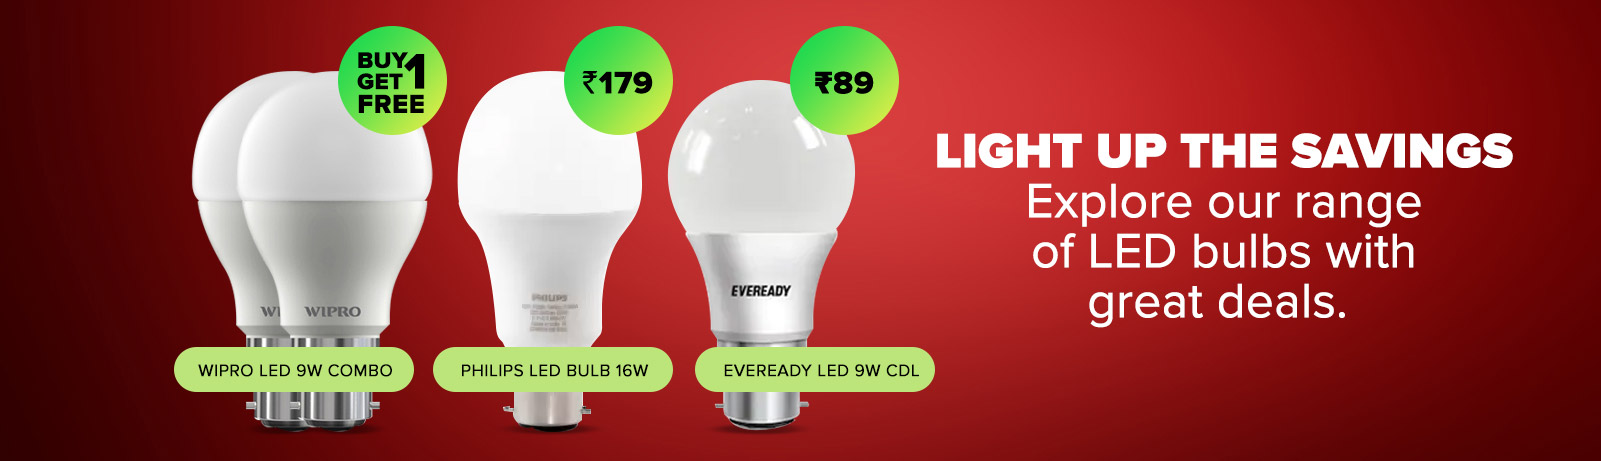 BUY 1
GET
FREE
₹179
₹89
LIGHT UP THE SAVINGS
Explore our range
of LED bulbs with
great deals.
WI
WIPRO
PHILIPS
EVEREADY
WIPRO LED 9W COMBO
PHILIPS LED BULB 16W
EVEREADY LED 9W CDL